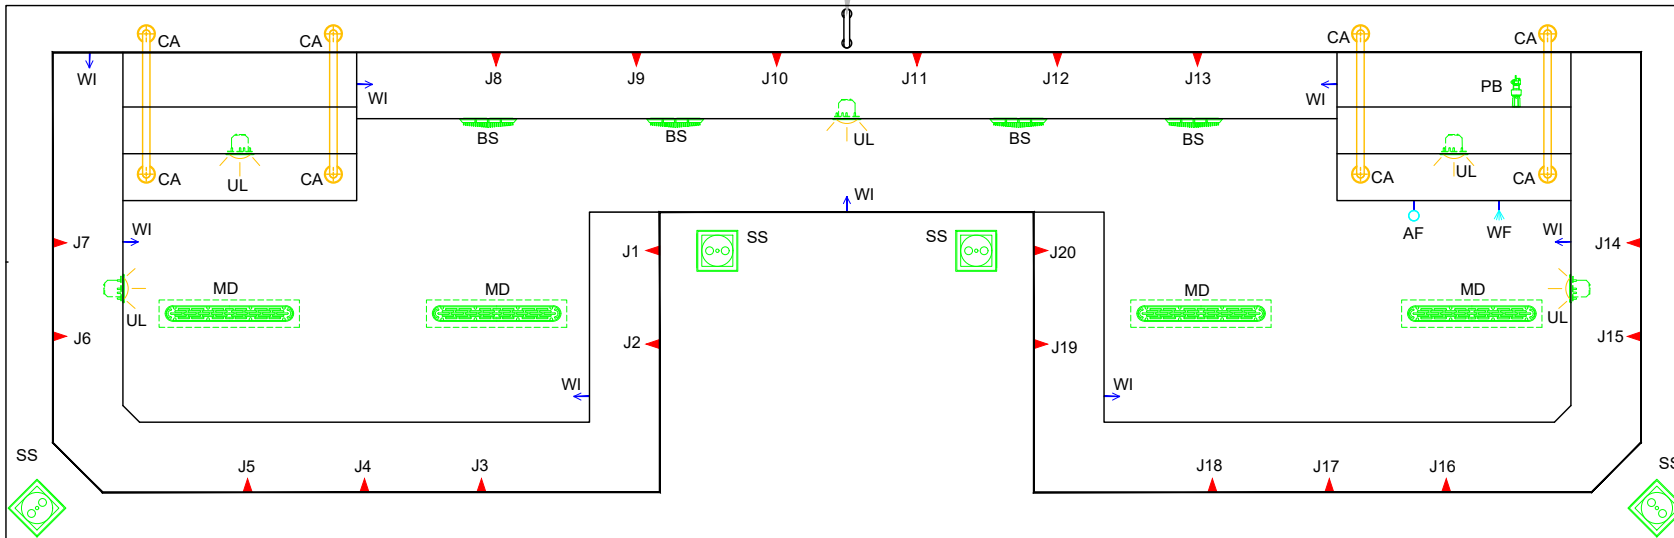 CA CA CA CA
WI WI J8 J9 J10 J11 J12 J13 WI PB
BS BS UL BS BS
UL CA CA UL CA CA
WI
AF WF
J7 WI J1 SS SS J20 WI J14
MD MD MD MD
UL UL
J6 J2 J19 J15
WI WI
SS J5 J4 J3 J18 J17 J16 SS